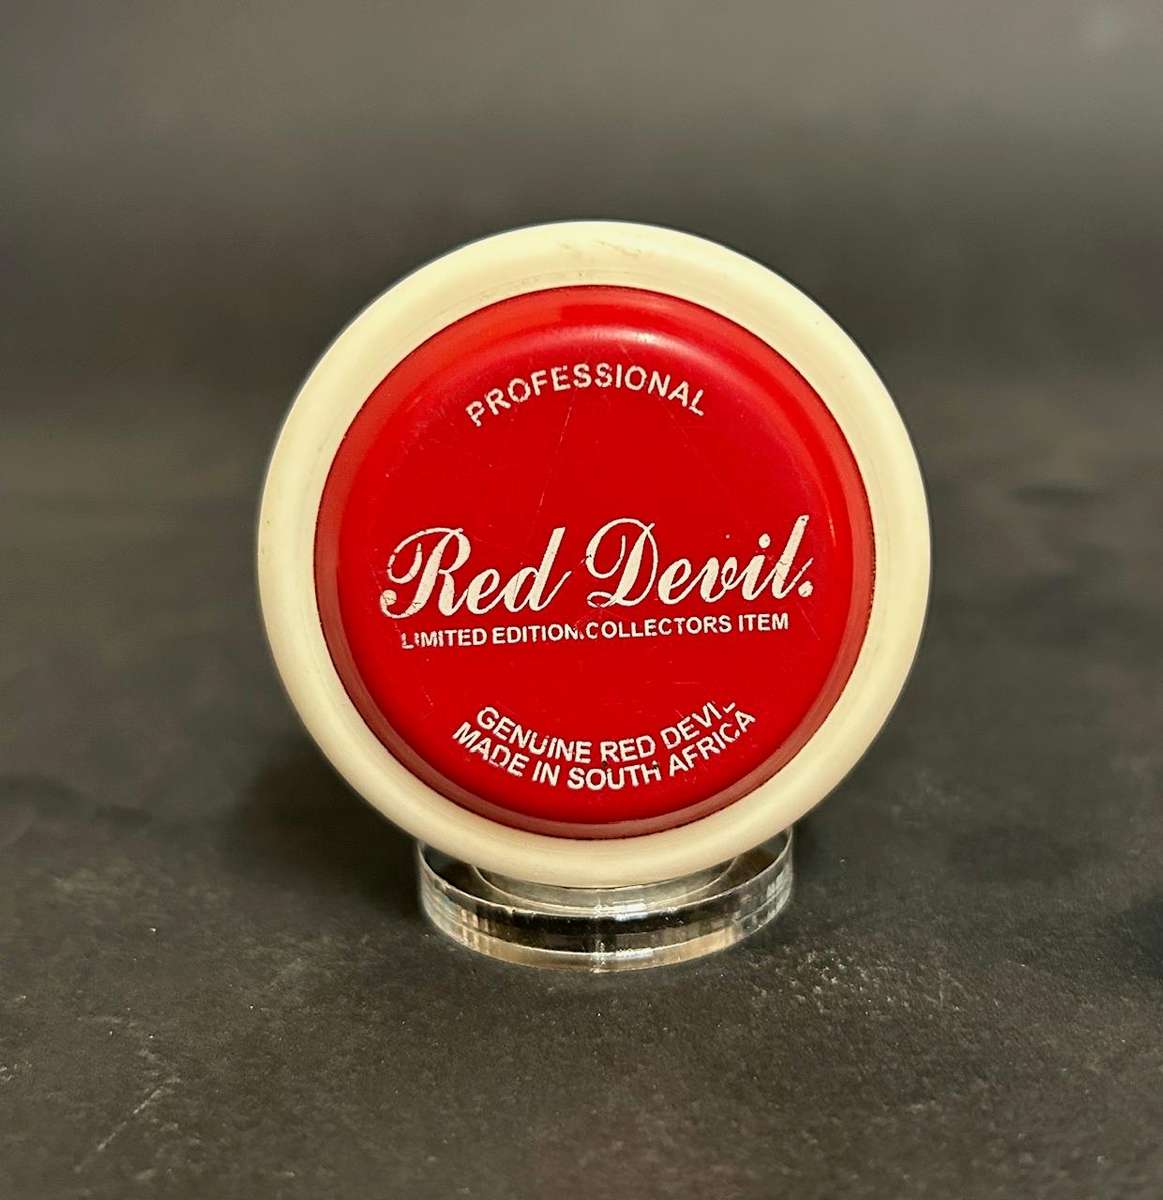 PROFESSIONAL
Red Devil.
LIMITED EDITION.COLLECTORS ITEM
GENUINE RED DEVIL
MADE IN SOUTH AFRICA